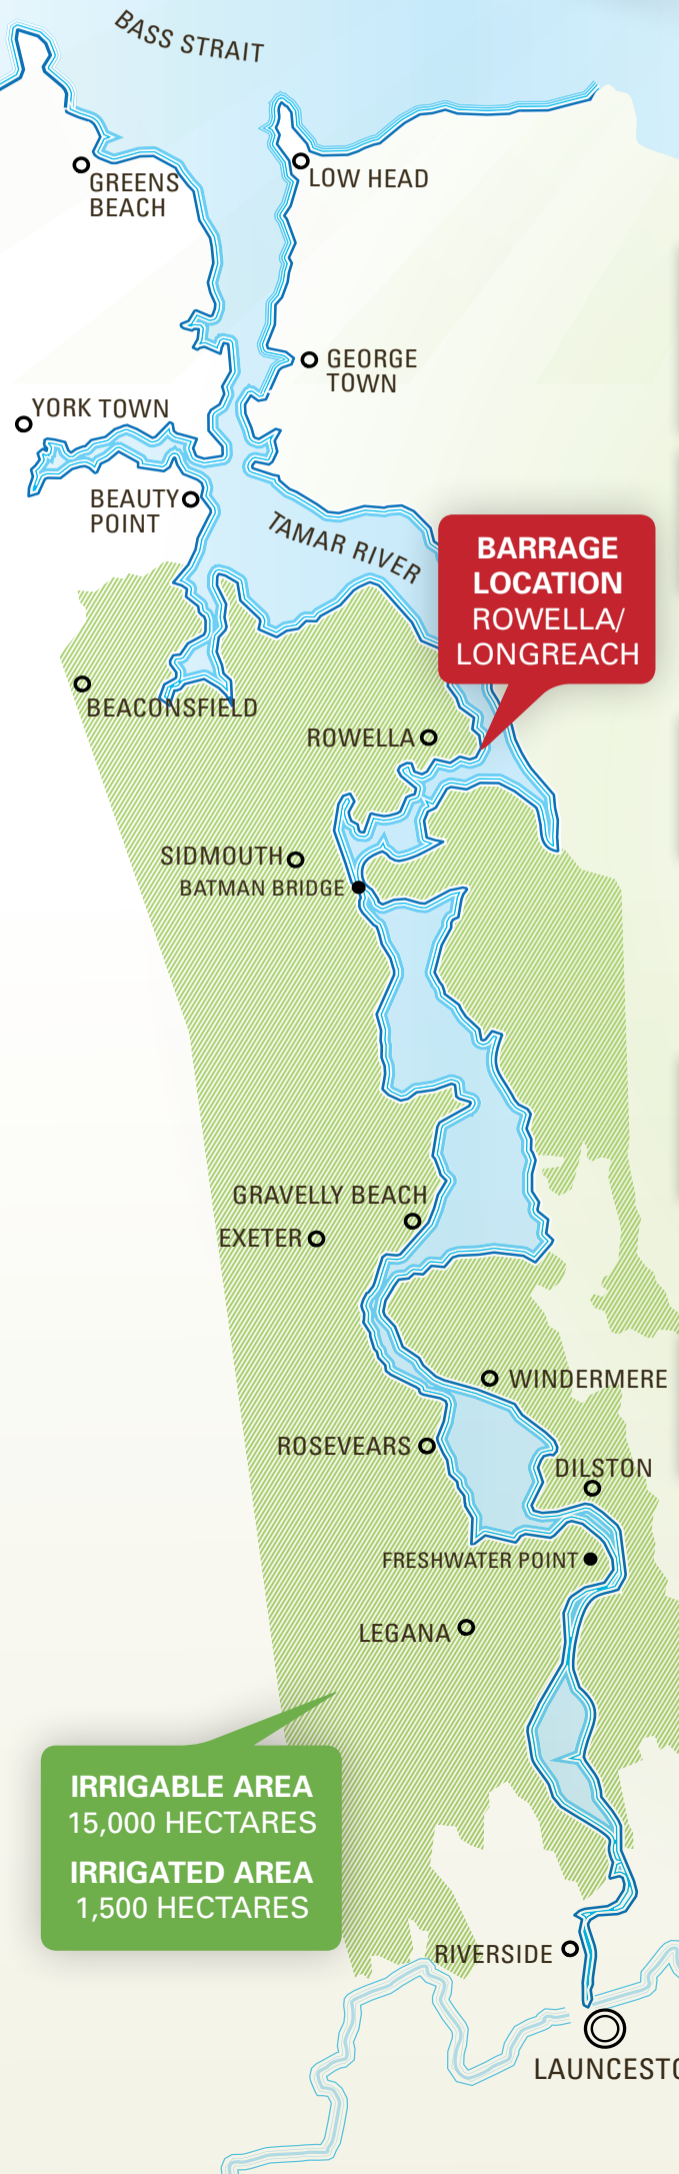 BASS STRAIT
GREENS
BEACH
LOW HEAD
GEORGE
TOWN
YORK TOWN
BEAUTY
POINT
TAMAR RIVER
BARRAGE
LOCATION
ROWELLA/
LONGREACH
BEACONSFIELD
ROWELLA
SIDMOUTH
BATMAN BRIDGE
GRAVELLY BEACH
EXETER
WINDERMERE
ROSEVEARS
DILSTON
FRESHWATER POINT
LEGANA
IRRIGABLE AREA
15,000 HECTARES
IRRIGATED AREA
1,500 HECTARES
RIVERSIDE
LAUNCESTO